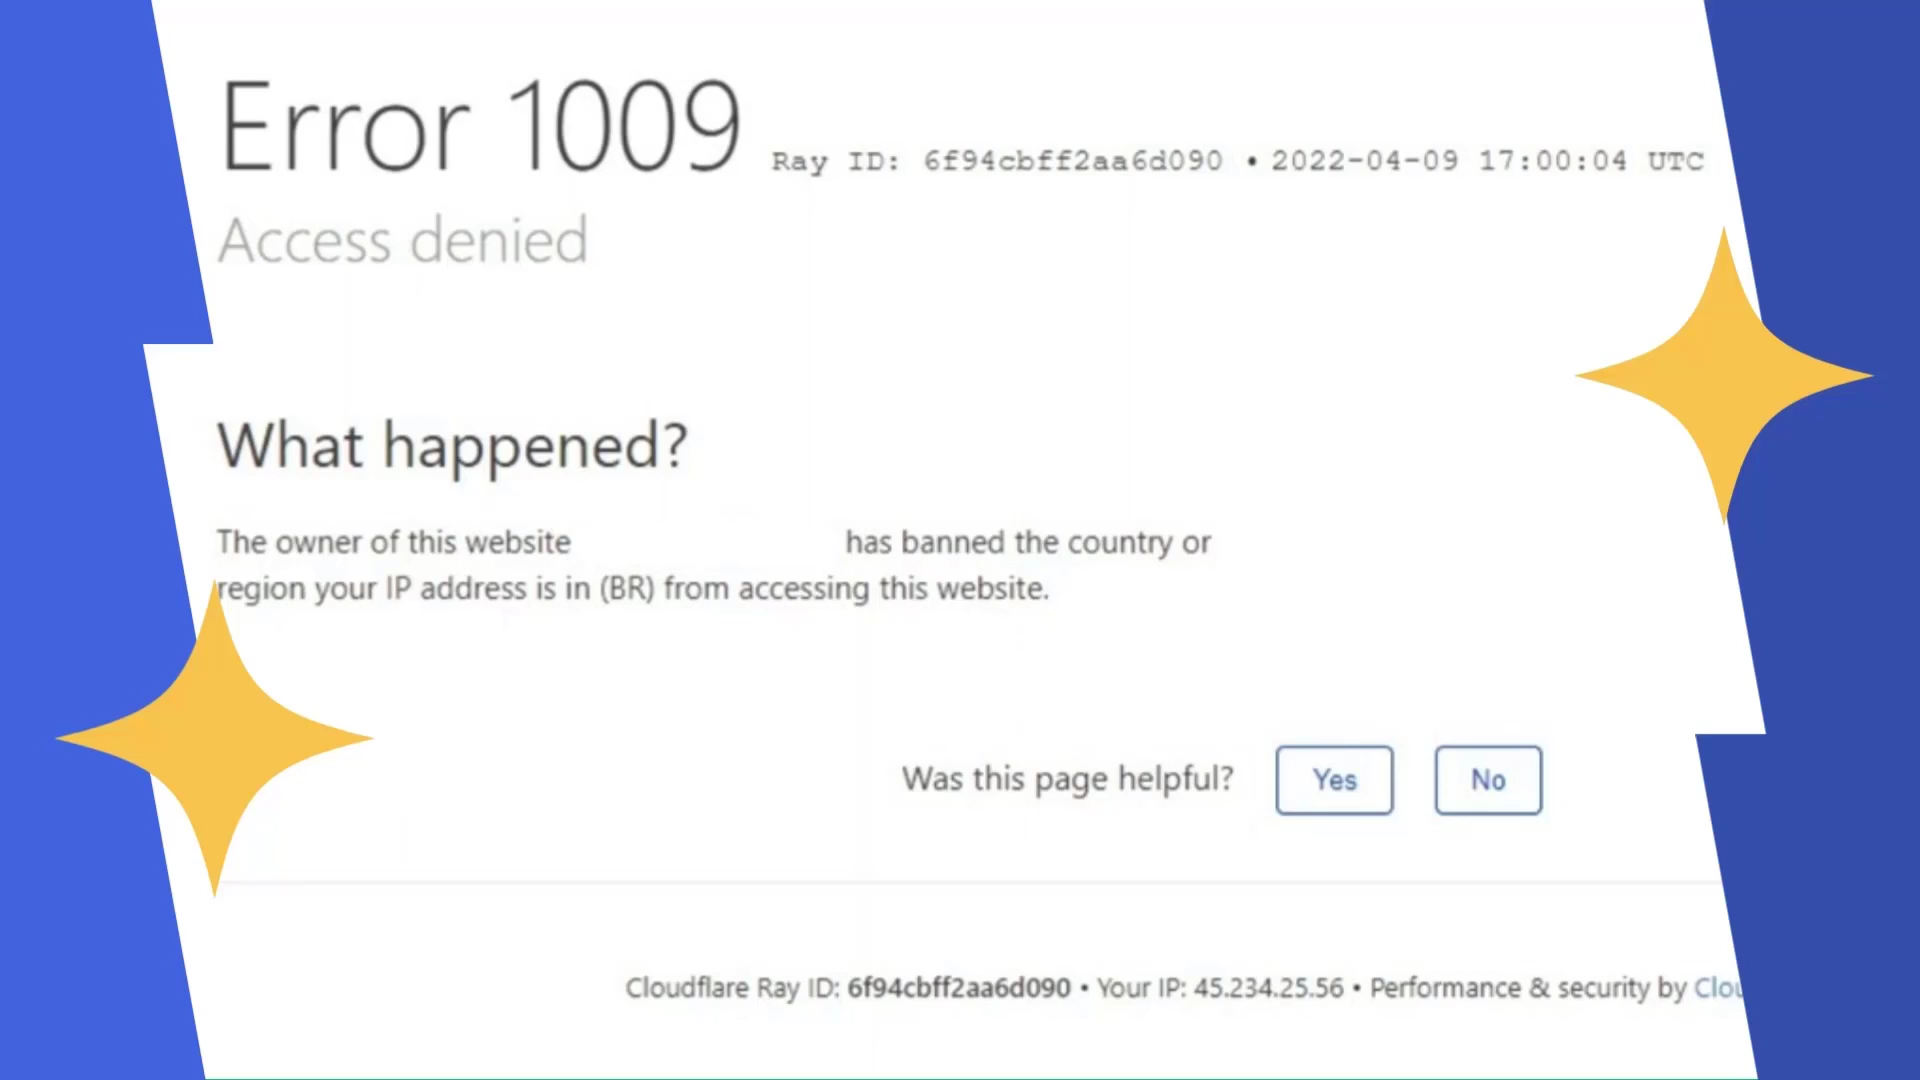 Error 1009 Ray ID: 6f94cbff2aa6d090 • 2022-04-09 17:00:04 UTC
Access denied
What happened?
The owner of this website has banned the country or
region your IP address is in (BR) from accessing this website.
Was this page helpful? Yes No
Cloudflare Ray ID: 6f94cbff2aa6d090 • Your IP: 45.234.25.56 • Performance & security by Clou